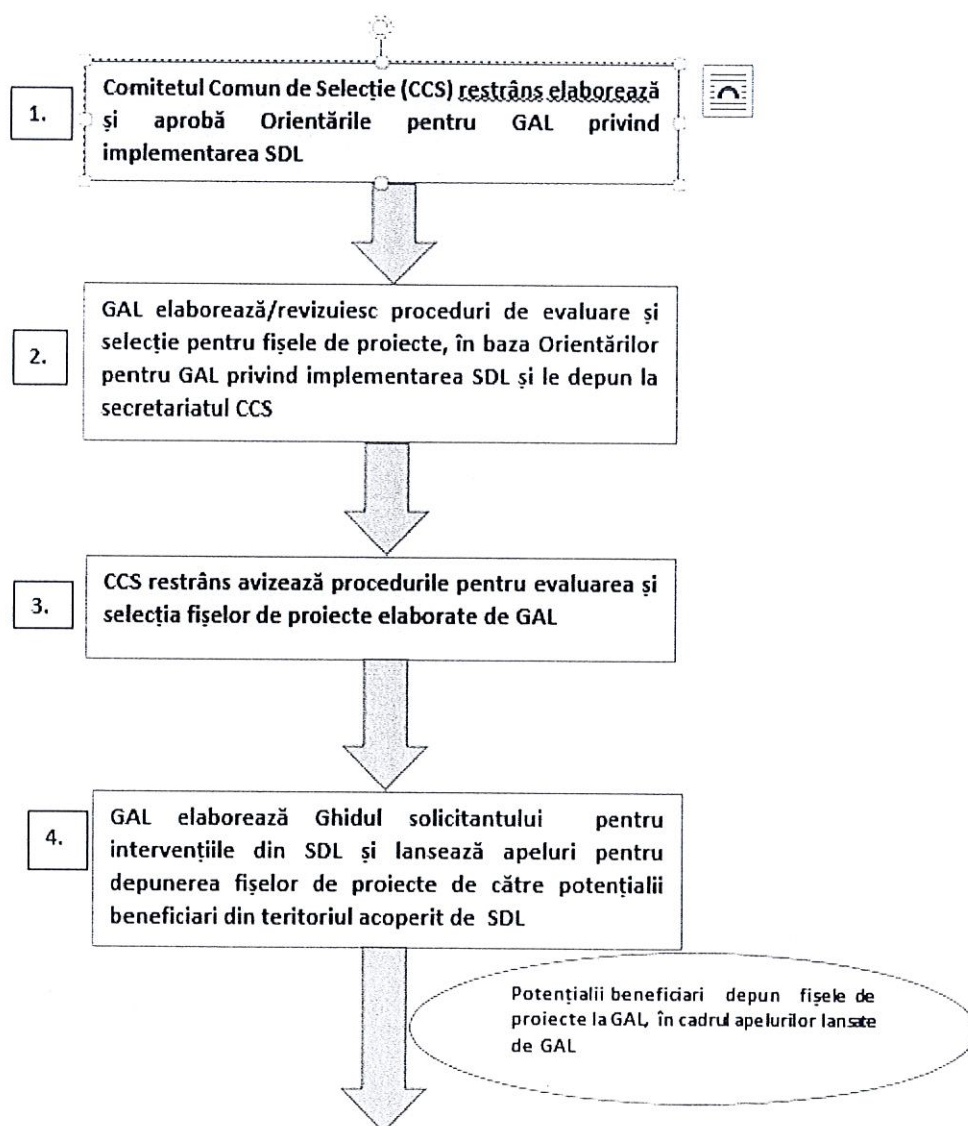 1.
Comitetul Comun de Selecție (CCS) restrâns elaborează
și aprobă Orientările pentru GAL privind
implementarea SDL
2.
GAL elaborează/revizuiesc proceduri de evaluare și
selecție pentru fișele de proiecte, în baza Orientărilor
pentru GAL privind implementarea SDL și le depun la
secretariatul CCS
3.
CCS restrâns avizează procedurile pentru evaluarea și
selecția fișelor de proiecte elaborate de GAL
4.
GAL elaborează Ghidul solicitantului pentru
intervențiile din SDL și lansează apeluri pentru
depunerea fișelor de proiecte de către potențialii
beneficiari din teritoriul acoperit de SDL
Potențialii beneficiari depun fișele de
proiecte la GAL, în cadrul apelurilor lansate
de GAL